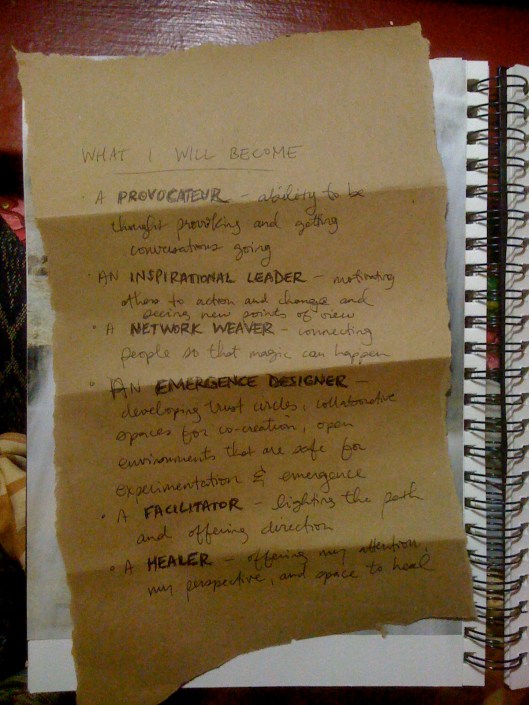 WHAT I WILL BECOME
· A PROVOCATEUR – ability to be
thought provoking and getting
conversations going
· AN INSPIRATIONAL LEADER – motivating
others to action and change and
seeing new points of view
· A NETWORK WEAVER – connecting
people so that magic can happen
· AN EMERGENCE DESIGNER –
developing trust circles, collaborative
spaces for co-creation, open
environments that are safe for
experimentation & emergence
· A FACILITATOR – lighting the path
and offering direction
· A HEALER – offering my attention,
my perspective, and space to heal